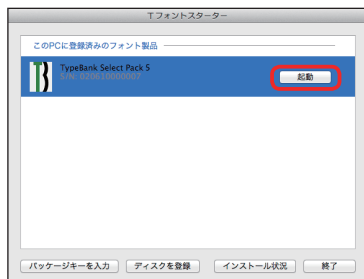 Tフォントスターター
このPCに登録済みのフォント製品
TypeBank Select Pack 5
S/N: 020610000007
起動
パッケージキーを入力
ディスクを登録
インストール状況
終了